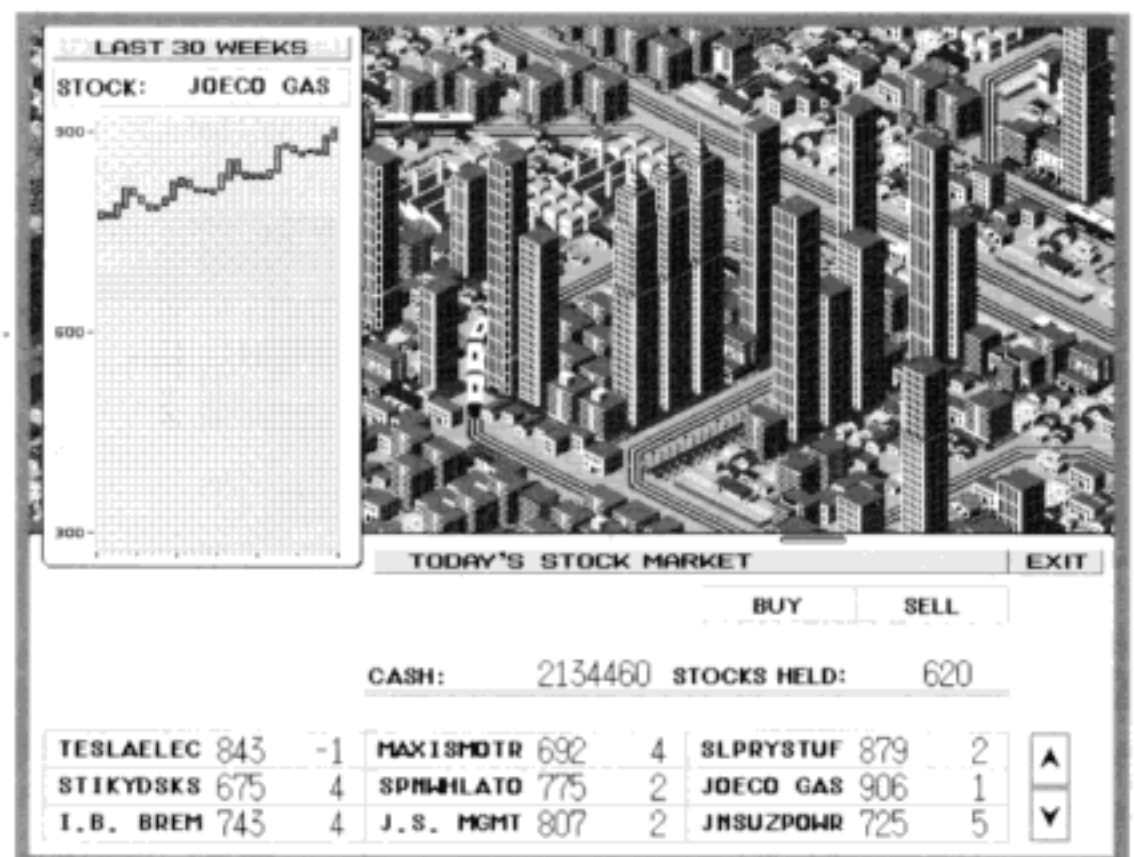 LAST 30 WEEKS
STOCK: JOECO GAS
900
600
300
TODAY'S STOCK MARKET EXIT
BUY SELL
CASH: 2134460 STOCKS HELD: 620
TESLAELEC 843 -1 MAXISMOTR 692 4 SLPRYSTUF 879 2
STIKYDSKS 675 4 SPMWHLATO 775 2 JOECO GAS 906 1
I.B. BREM 743 4 J.S. MGMT 807 2 JNSUZPOWR 725 5